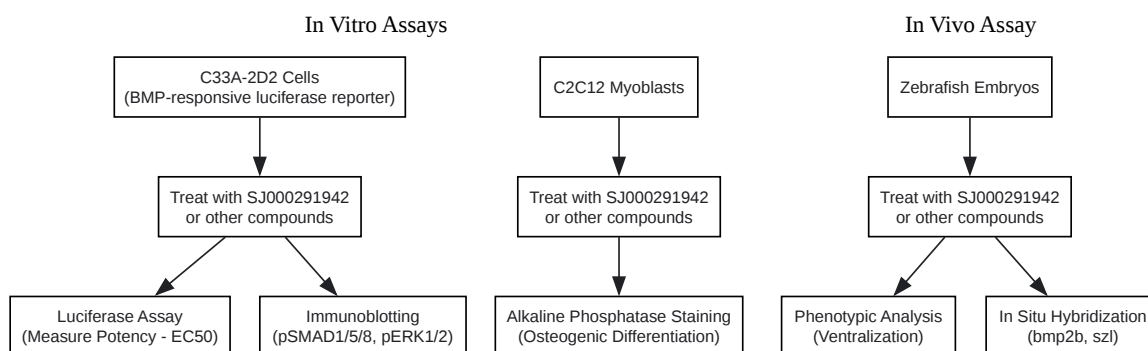 In Vitro Assays
In Vivo Assay
C33A-2D2 Cells
(BMP-responsive luciferase reporter)
C2C12 Myoblasts
Zebrafish Embryos
Treat with SJ000291942
or other compounds
Treat with SJ000291942
or other compounds
Treat with SJ000291942
or other compounds
Luciferase Assay
(Measure Potency - EC50)
Immunoblotting
(pSMAD1/5/8, pERK1/2)
Alkaline Phosphatase Staining
(Osteogenic Differentiation)
Phenotypic Analysis
(Ventralization)
In Situ Hybridization
(bmp2b, szl)